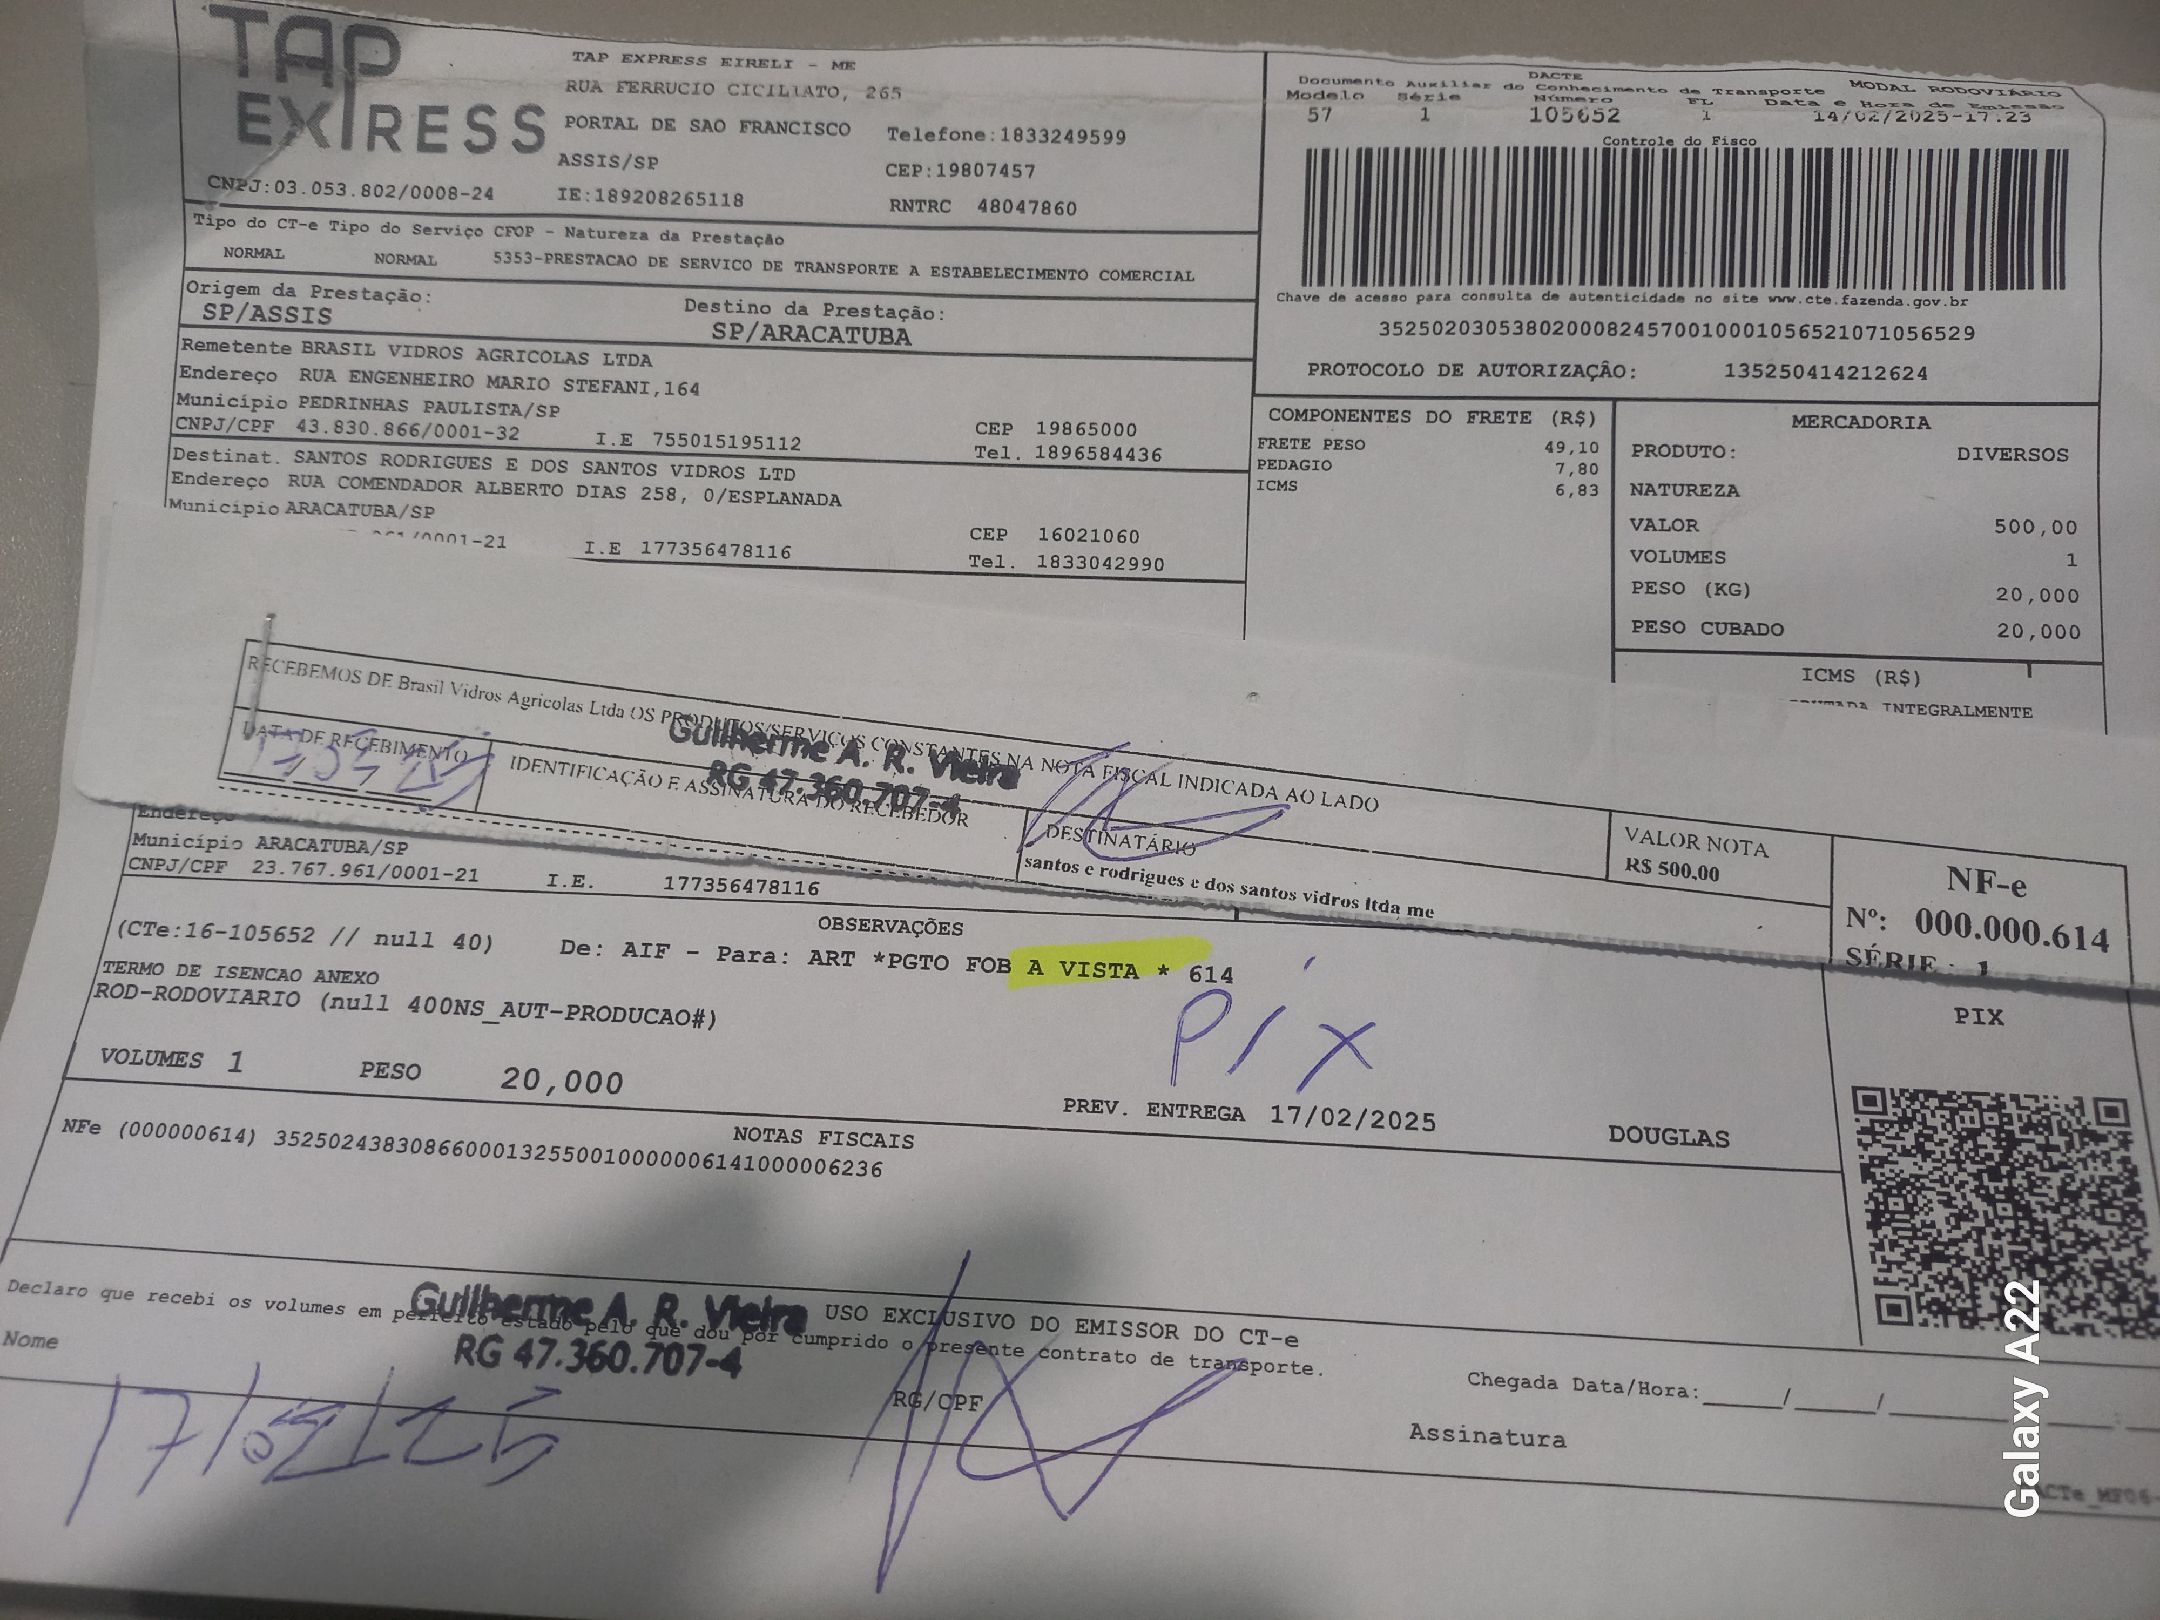 TAP
EXPRESS
TAP EXPRESS EIRELI - ME
RUA FERRUCIO CICILIATO, 265
PORTAL DE SAO FRANCISCO Telefone:1833249599
ASSIS/SP CEP:19807457
CNPJ:03.053.802/0008-24 IE:189208265118 RNTRC 48047860
DACTE MODAL RODOVIÁRIO
Documento Auxiliar do Conhecimento de Transporte
Modelo Série Número FL Data e Hora de Emissão
57 1 105652 1 14/02/2025-17:23
Controle do Fisco
Chave de acesso para consulta de autenticidade no site www.cte.fazenda.gov.br
35250203053802000824570010001056521071056529
PROTOCOLO DE AUTORIZAÇÂO: 135250414212624
Tipo do CT-e Tipo do Serviço CFOP - Natureza da Prestação
NORMAL NORMAL 5353-PRESTACAO DE SERVICO DE TRANSPORTE A ESTABELECIMENTO COMERCIAL
Origem da Prestação: Destino da Prestação:
SP/ASSIS SP/ARACATUBA
Remetente BRASIL VIDROS AGRICOLAS LTDA
Endereço RUA ENGENHEIRO MARIO STEFANI,164
Município PEDRINHAS PAULISTA/SP CEP 19865000
CNPJ/CPF 43.830.866/0001-32 I.E 755015195112 Tel. 1896584436
Destinat. SANTOS RODRIGUES E DOS SANTOS VIDROS LTD
Endereço RUA COMENDADOR ALBERTO DIAS 258, 0/ESPLANADA
Município ARACATUBA/SP CEP 16021060
961/0001-21 I.E 177356478116 Tel. 1833042990
COMPONENTES DO FRETE (R$)
FRETE PESO 49,10
PEDAGIO 7,80
ICMS 6,83
MERCADORIA
PRODUTO: DIVERSOS
NATUREZA
VALOR 500,00
VOLUMES 1
PESO (KG) 20,000
PESO CUBADO 20,000
ICMS (R$)
INTEGRALMENTE
RECEBEMOS DE Brasil Vidros Agricolas Ltda OS PRODUTOS/SERVIÇOS CONSTANTES NA NOTA FISCAL INDICADA AO LADO
Guilherme A. R. Vieira
RG 47.360.707-4
DATA DE RECEBIMENTO IDENTIFICAÇÃO E ASSINATURA DO RECEBEDOR
DESTINATÁRIO
santos e rodrigues e dos santos vidros ltda me
VALOR NOTA
R$ 500,00
NF-e
Nº: 000.000.614
SÉRIE: 1
Endereço
Município ARACATUBA/SP
CNPJ/CPF 23.767.961/0001-21 I.E. 177356478116
OBSERVAÇÕES
(CTe:16-105652 // null 40) De: AIF - Para: ART *PGTO FOB A VISTA * 614
TERMO DE ISENCAO ANEXO
ROD-RODOVIARIO (null 400NS_AUT-PRODUCAO#)
PIX
PIX
VOLUMES 1 PESO 20,000 PREV. ENTREGA 17/02/2025 DOUGLAS
NOTAS FISCAIS
NFe (000000614) 35250243830866000132550010000006141000006236
USO EXCLUSIVO DO EMISSOR DO CT-e
Declaro que recebi os volumes em perfeito estado pelo que dou por cumprido o presente contrato de transporte.
Guilherme A. R. Vieira
RG 47.360.707-4
Nome RG/CPF Chegada Data/Hora:_____/_____/
Assinatura
Galaxy A22